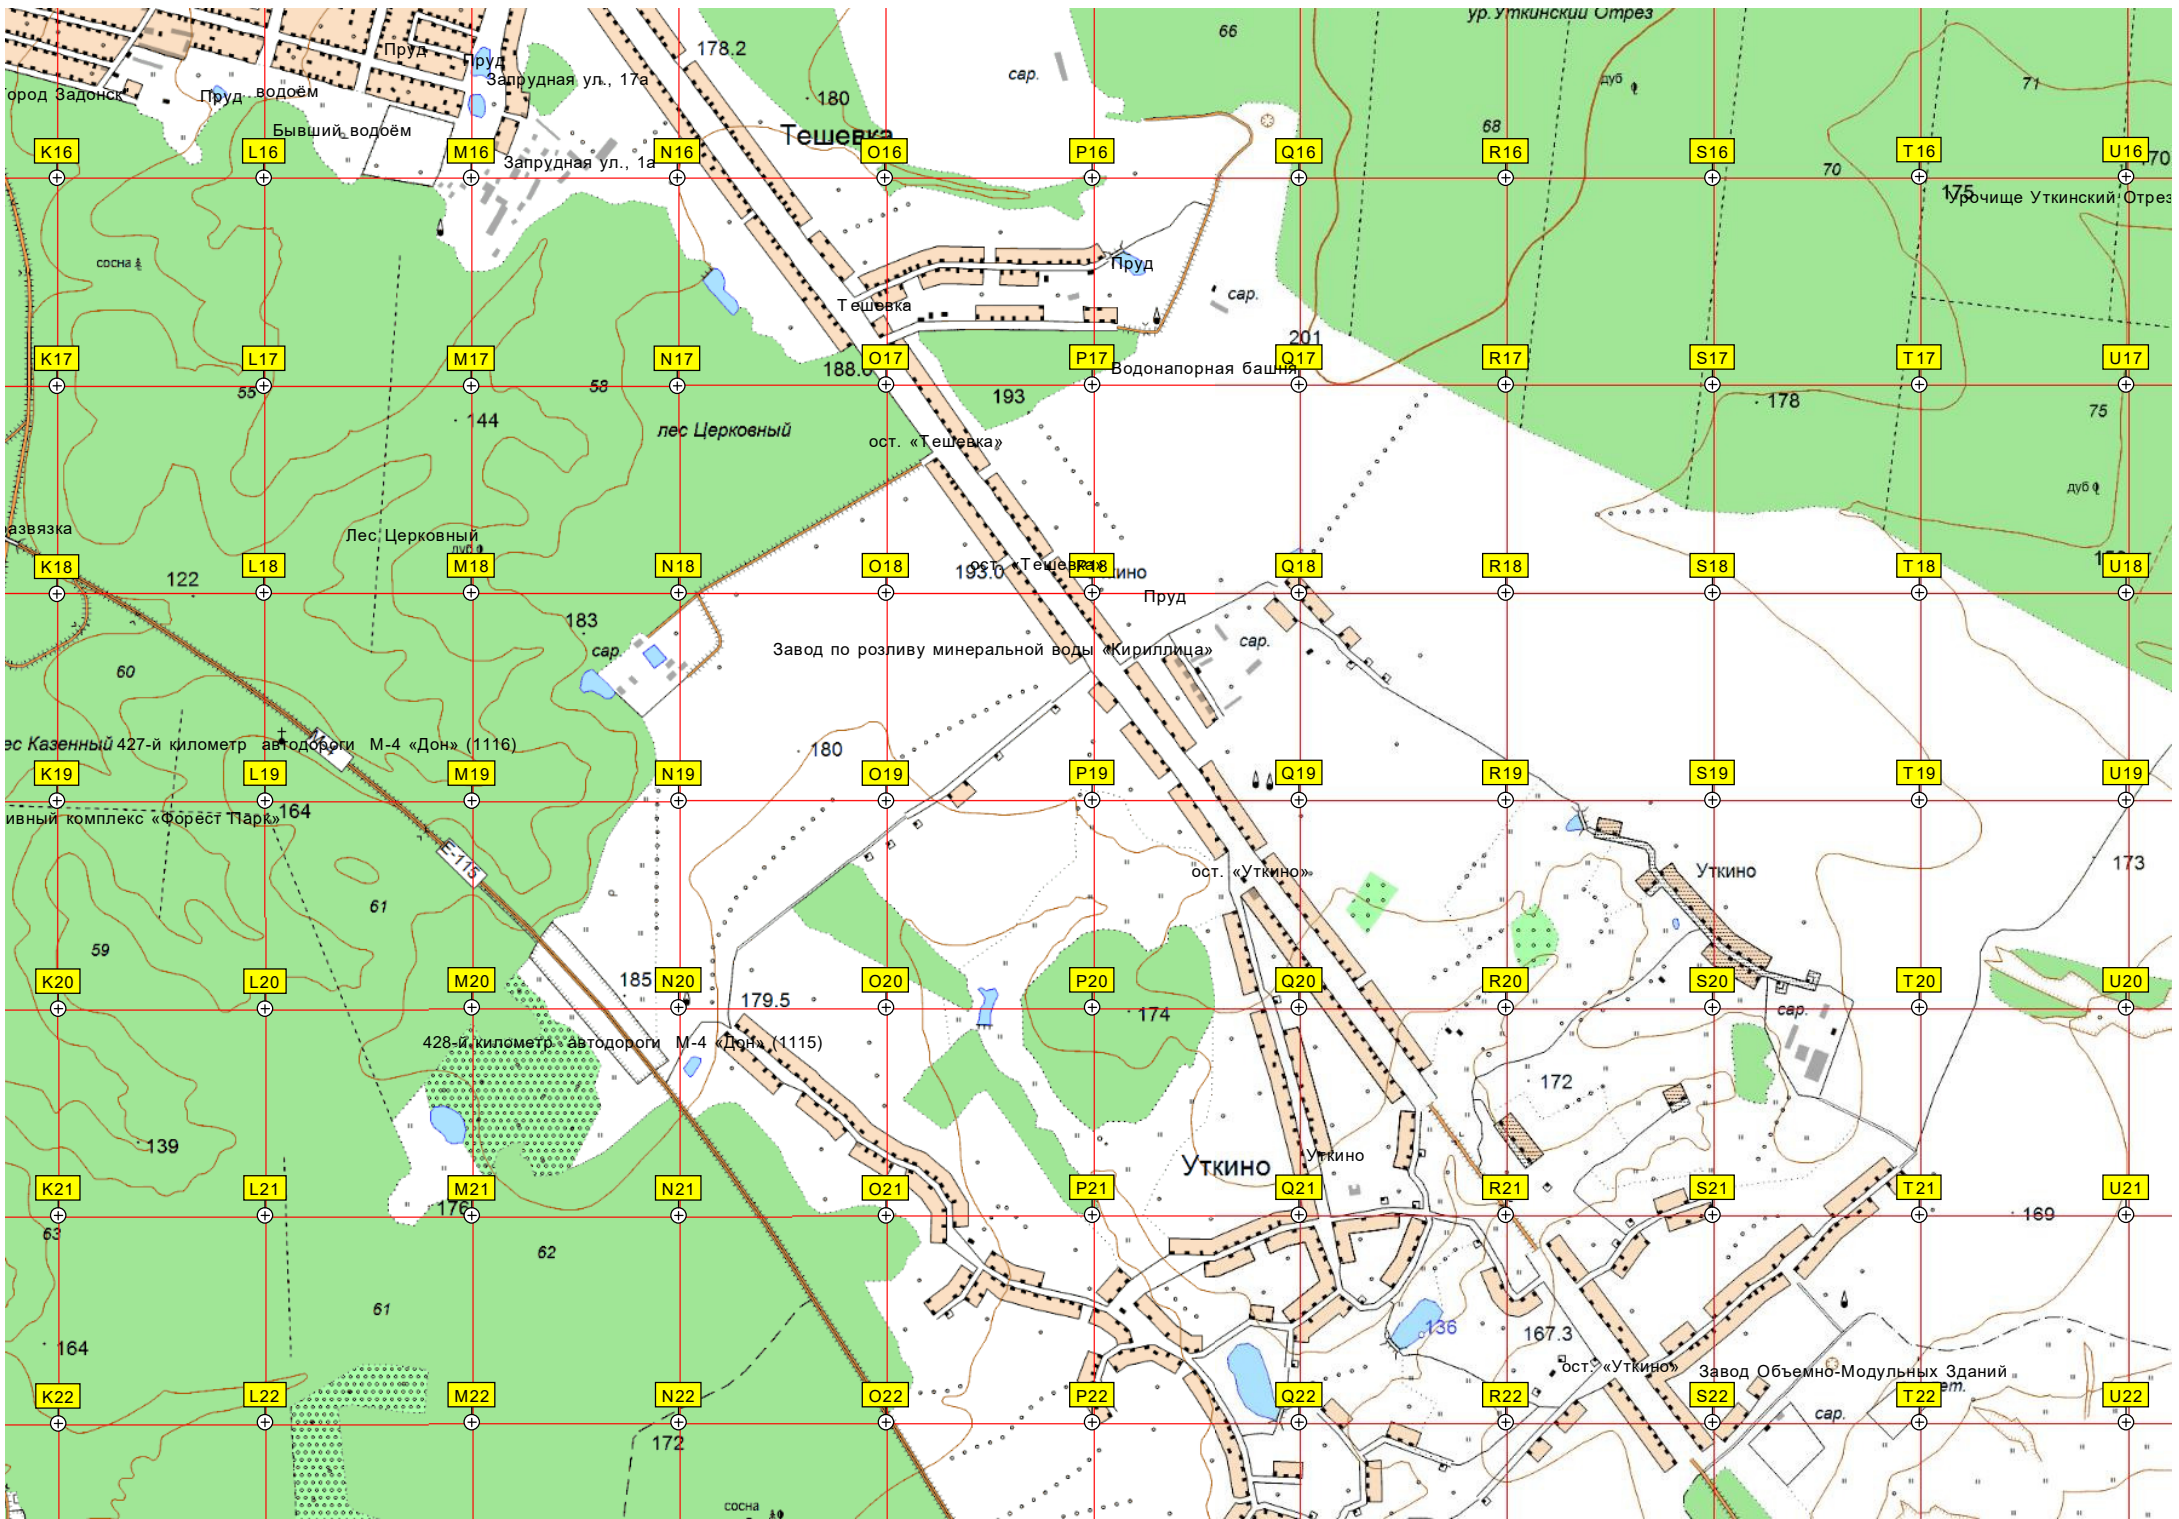 ур. Уткинский Отрез
66
178.2
Пруд
Пруд
сар.
Запрудная ул., 17а
дуб
71
город Задонск
Пруд
водоём
180
Бывший водоём
Тешевка
68
K16
L16
M16
Запрудная ул., 1а
N16
O16
P16
Q16
R16
S16
T16
U16
170
70
175
Урочище Уткинский Отрез
сосна
Пруд
сар.
Тешевка
201
K17
L17
M17
N17
O17
P17
Q17
R17
S17
T17
U17
188.6
Водонапорная башня
55
58
193
178
75
144
лес Церковный
ост. «Тешевка»
дуб
развязка
Лес Церковный
дуб
K18
L18
M18
N18
O18
193.0
ост. «Тешевка»
P18
Q18
R18
S18
T18
U18
122
Пруд
183
сар.
сар.
Завод по розливу минеральной воды «Кириллица»
60
лес Казенный
427-й километр автодороги М-4 «Дон» (1116)
М-4
180
K19
L19
M19
N19
O19
P19
Q19
R19
S19
T19
U19
ивный комплекс «Форест Парк»
164
E-115
ост. «Уткино»
Уткино
173
61
59
K20
L20
M20
185
N20
179.5
O20
P20
Q20
R20
S20
T20
U20
174
сар.
428-й километр автодороги М-4 «Дон» (1115)
172
139
Уткино
Уткино
K21
L21
M21
N21
O21
P21
Q21
R21
S21
T21
U21
176
63
62
169
61
164
136
167.3
ост. «Уткино»
Завод Объемно-Модульных Зданий
K22
L22
M22
N22
O22
P22
Q22
R22
S22
T22
U22
172
сар.
сосна